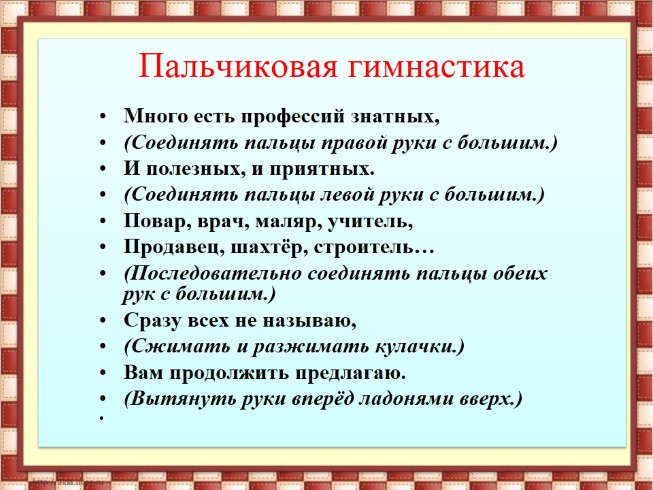 Пальчиковая гимнастика
• Много есть профессий знатных,
• (Соединять пальцы правой руки с большим.)
• И полезных, и приятных.
• (Соединять пальцы левой руки с большим.)
• Повар, врач, маляр, учитель,
• Продавец, шахтёр, строитель…
• (Последовательно соединять пальцы обеих
рук с большим.)
• Сразу всех не называю,
• (Сжимать и разжимать кулачки.)
• Вам продолжить предлагаю.
• (Вытянуть руки вперёд ладонями вверх.)
•